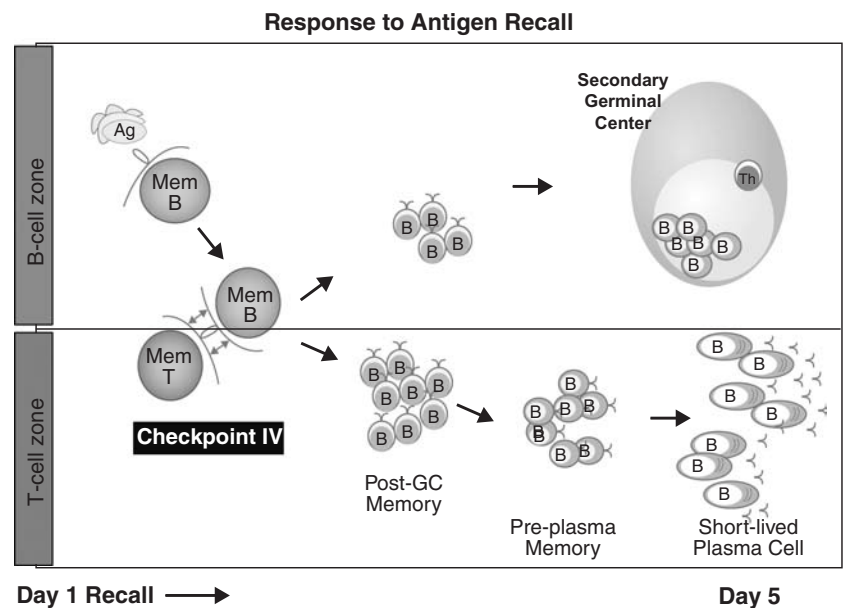 Response to Antigen Recall
B-cell zone
Ag
Mem
B
Mem
B
B
B
B
B
Secondary
Germinal
Center
Th
B
B
B
B
B
B
T-cell zone
Mem
T
Checkpoint IV
B
B
B
B
B
B
B
B
B
Post-GC
Memory
B
B
B
B
B
B
B
B
Pre-plasma
Memory
B
B
B
B
B
B
B
Short-lived
Plasma Cell
Day 1 Recall
Day 5